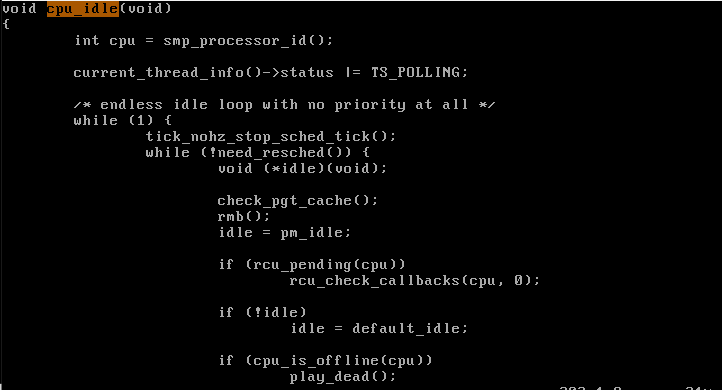 void cpu_idle(void)
{
int cpu = smp_processor_id();
current_thread_info()->status |= TS_POLLING;
/* endless idle loop with no priority at all */
while (1) {
tick_nohz_stop_sched_tick();
while (!need_resched()) {
void (*idle)(void);
check_pgt_cache();
rmb();
idle = pm_idle;
if (rcu_pending(cpu))
rcu_check_callbacks(cpu, 0);
if (!idle)
idle = default_idle;
if (cpu_is_offline(cpu))
play_dead();